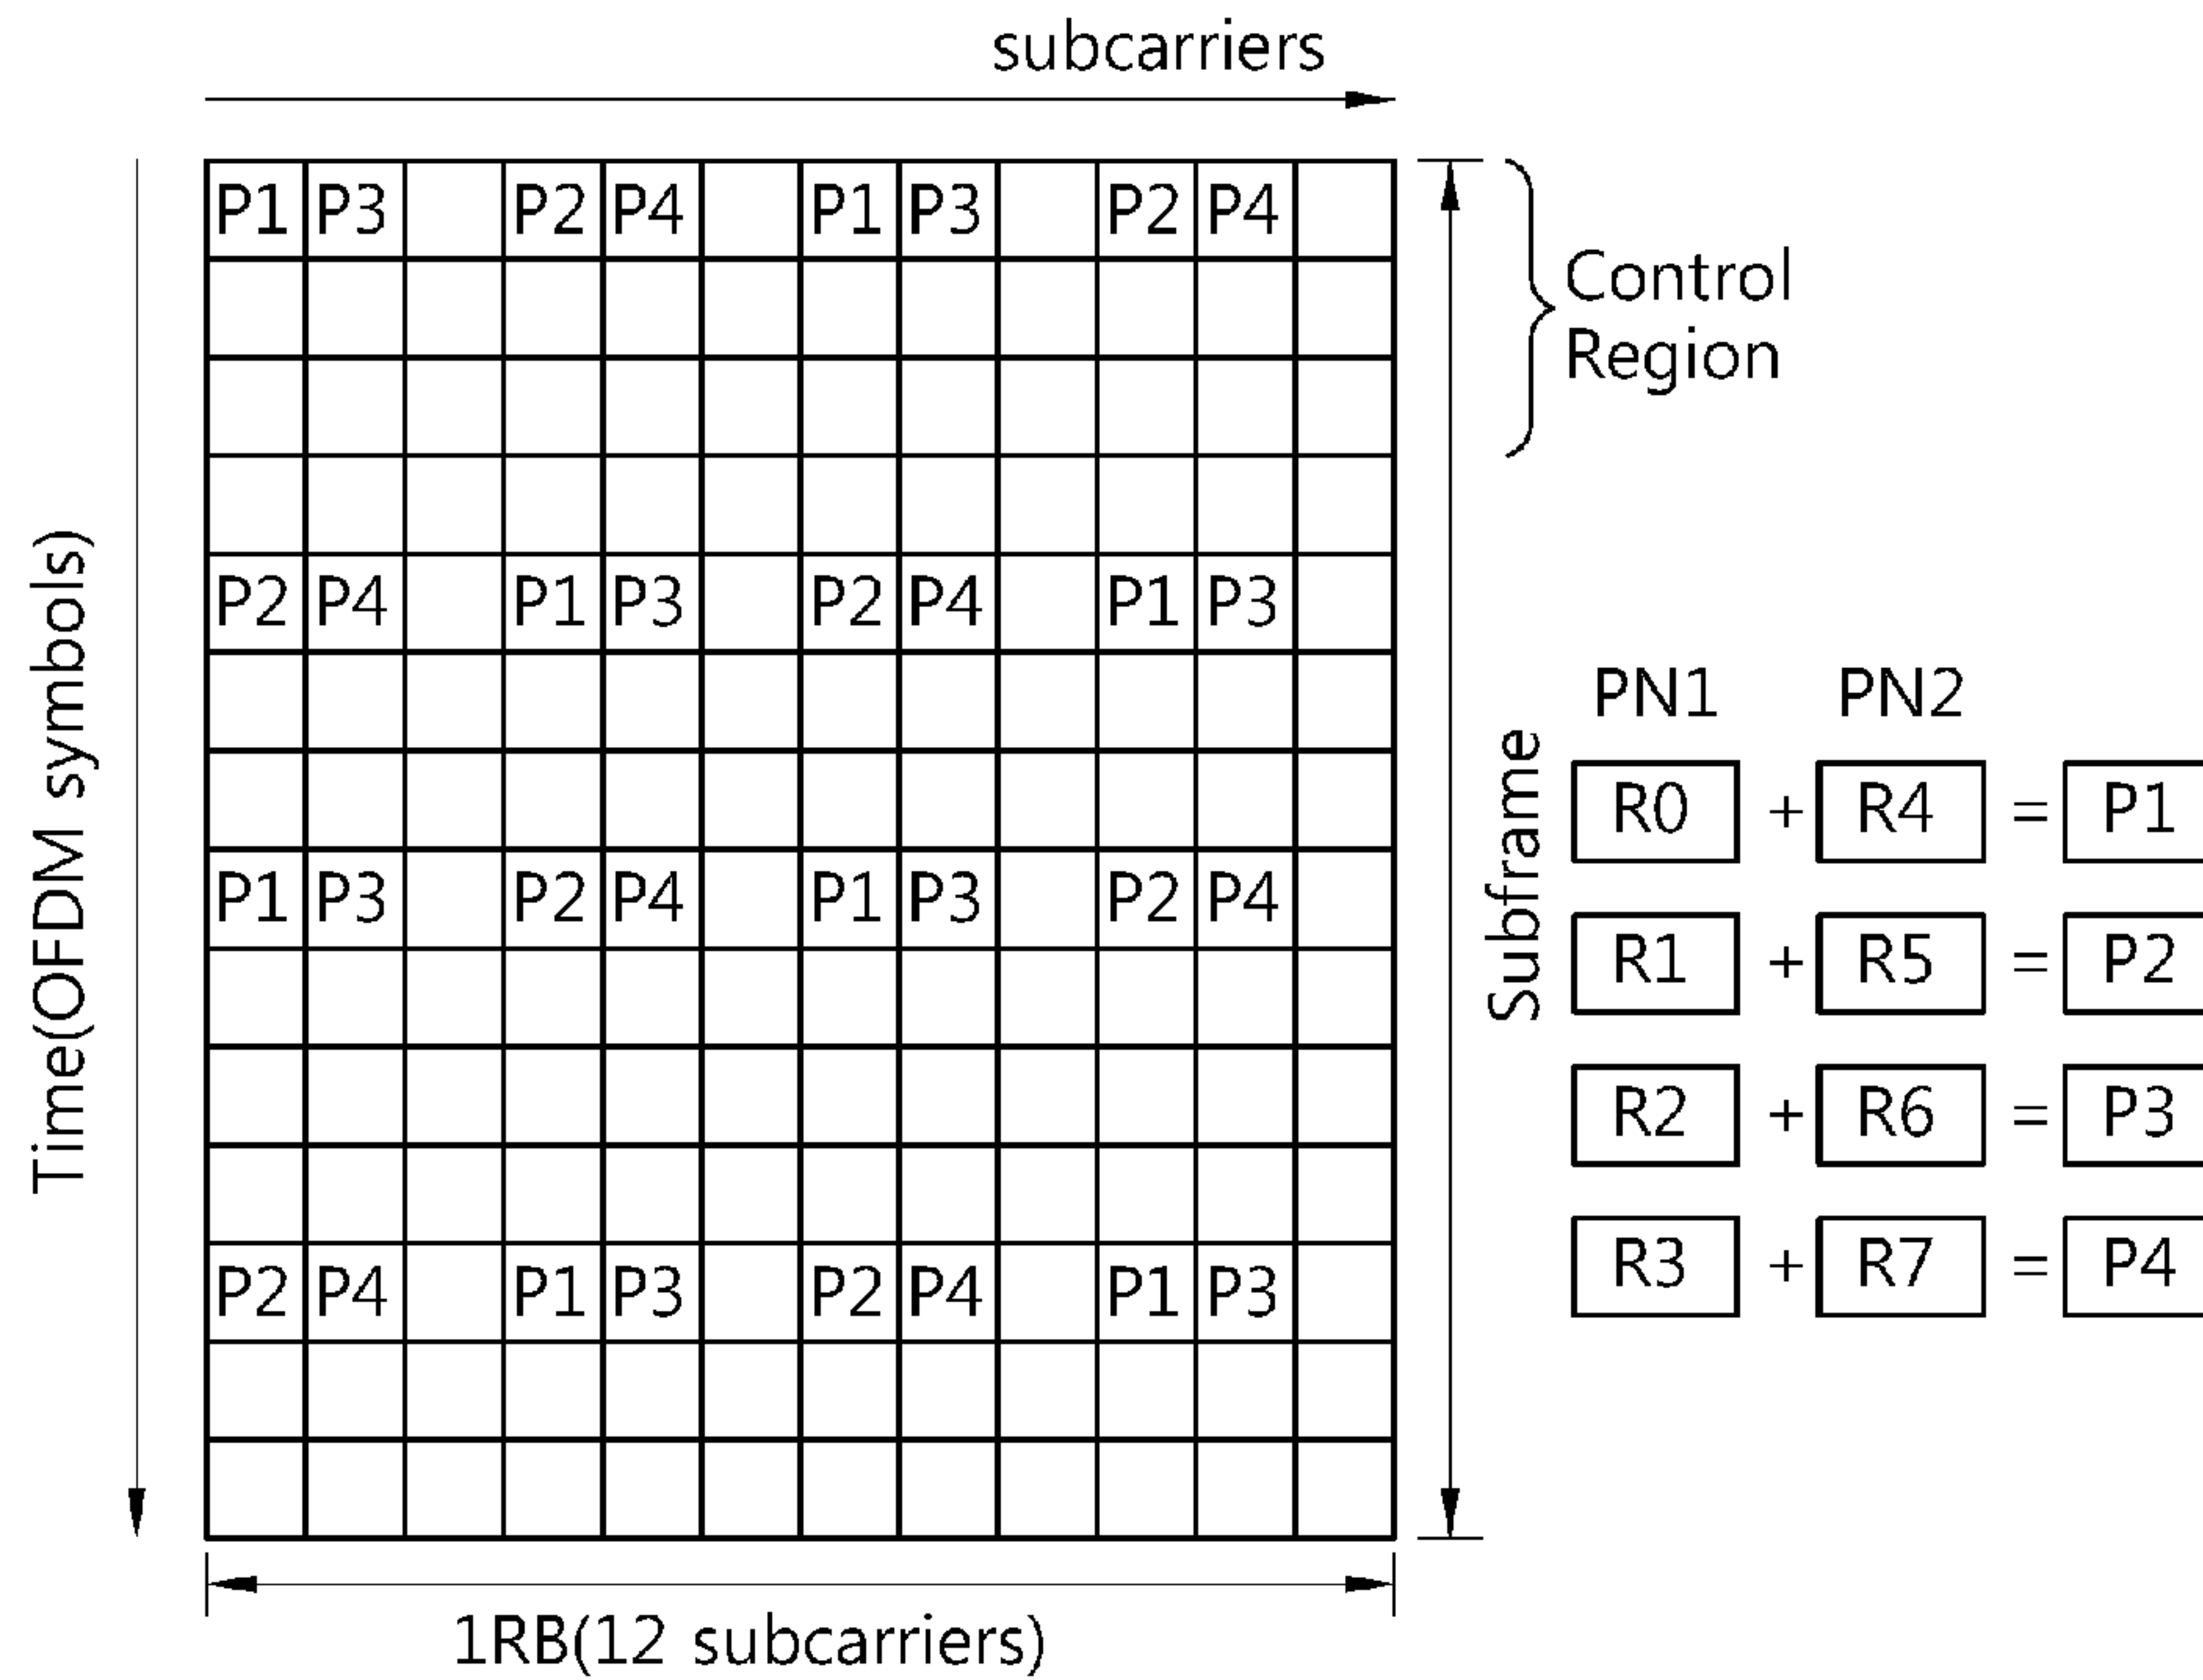 subcarriers
P1 P3 P2 P4 P1 P3 P2 P4
Control
Region
P2 P4 P1 P3 P2 P4 P1 P3
P1 P3 P2 P4 P1 P3 P2 P4
P2 P4 P1 P3 P2 P4 P1 P3
Time(OFDM symbols)
Subframe
PN1 PN2
R0 + R4 = P1
R1 + R5 = P2
R2 + R6 = P3
R3 + R7 = P4
1RB(12 subcarriers)